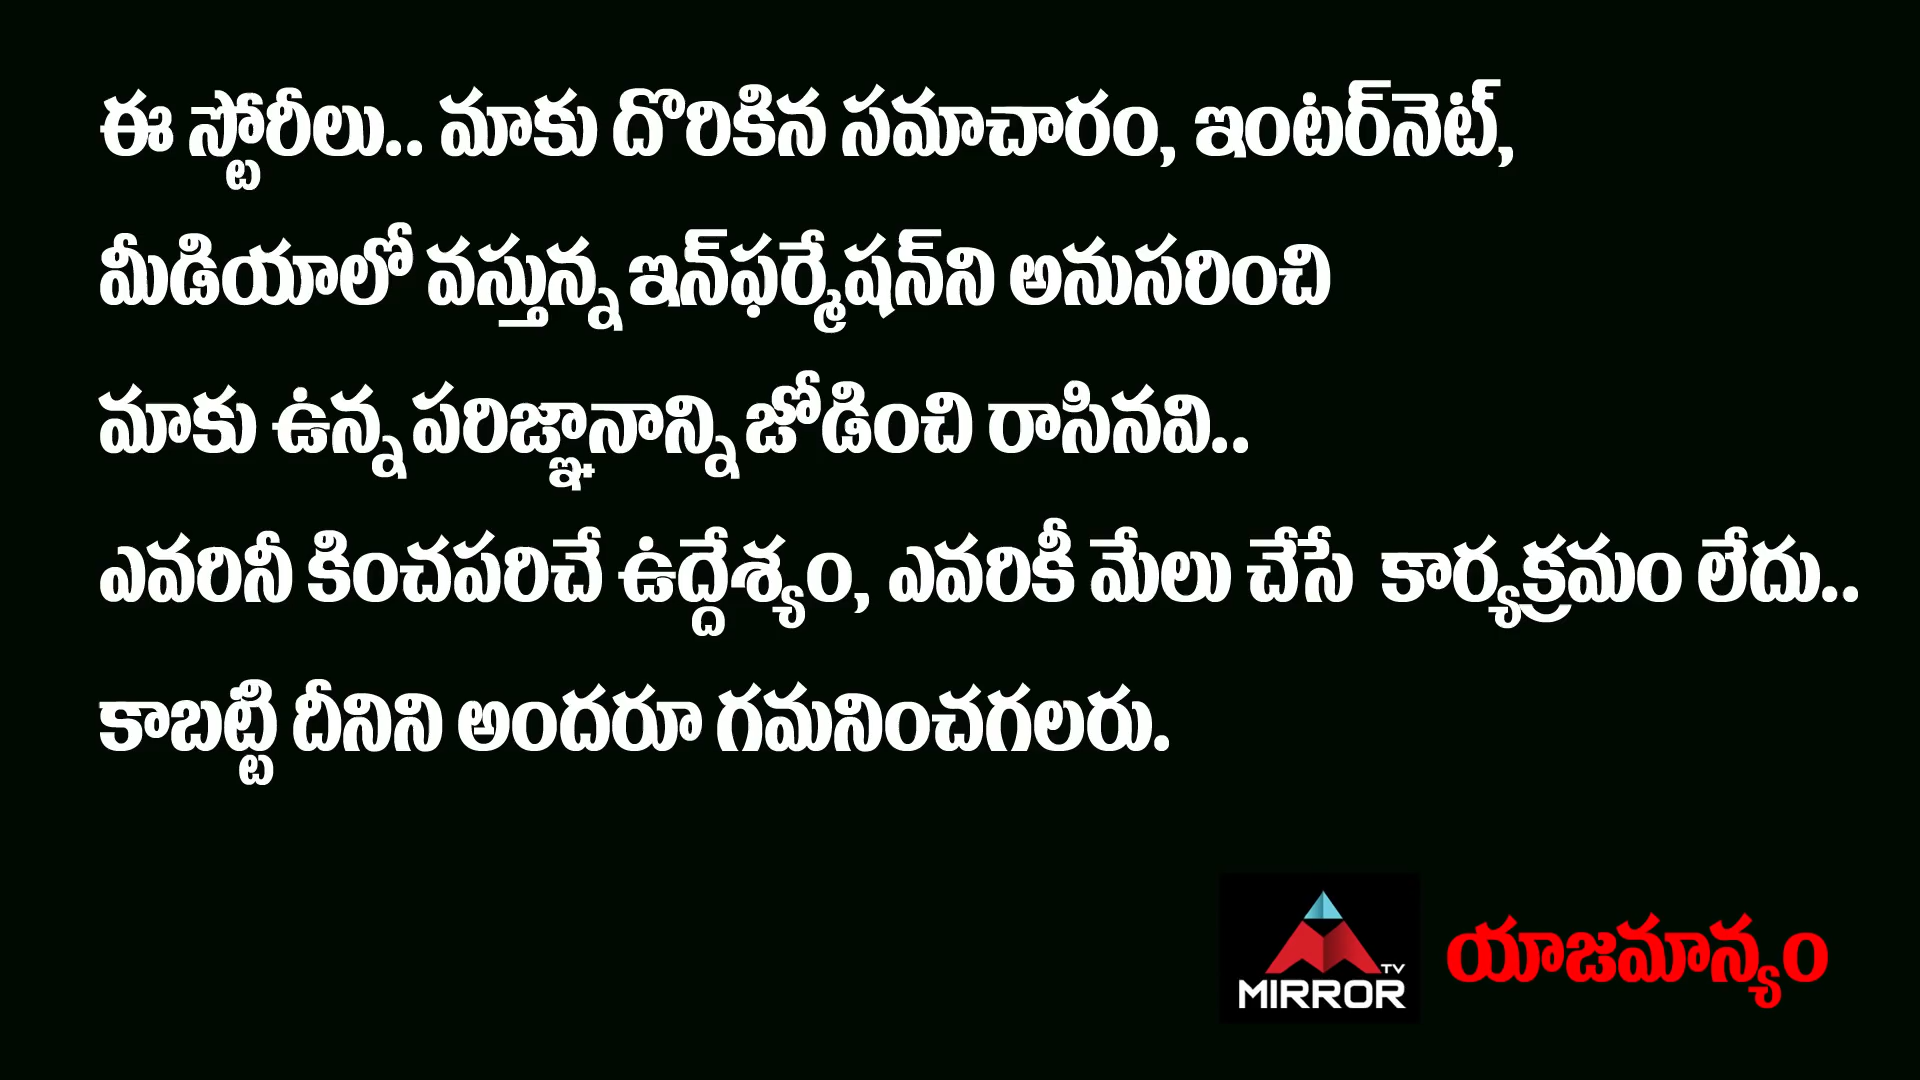 ఈ స్టోరీలు.. మాకు దొరికిన సమాచారం, ఇంటర్‌నెట్,
మీడియాలో వస్తున్న ఇన్‌ఫర్మేషన్‌ని అనుసరించి
మాకు ఉన్న పరిజ్ఞానాన్ని జోడించి రాసినవి..
ఎవరినీ కించపరిచే ఉద్దేశ్యం, ఎవరికీ మేలు చేసే కార్యక్రమం లేదు..
కాబట్టి దీనిని అందరూ గమనించగలరు.
TV
MIRROR
యాజమాన్యం